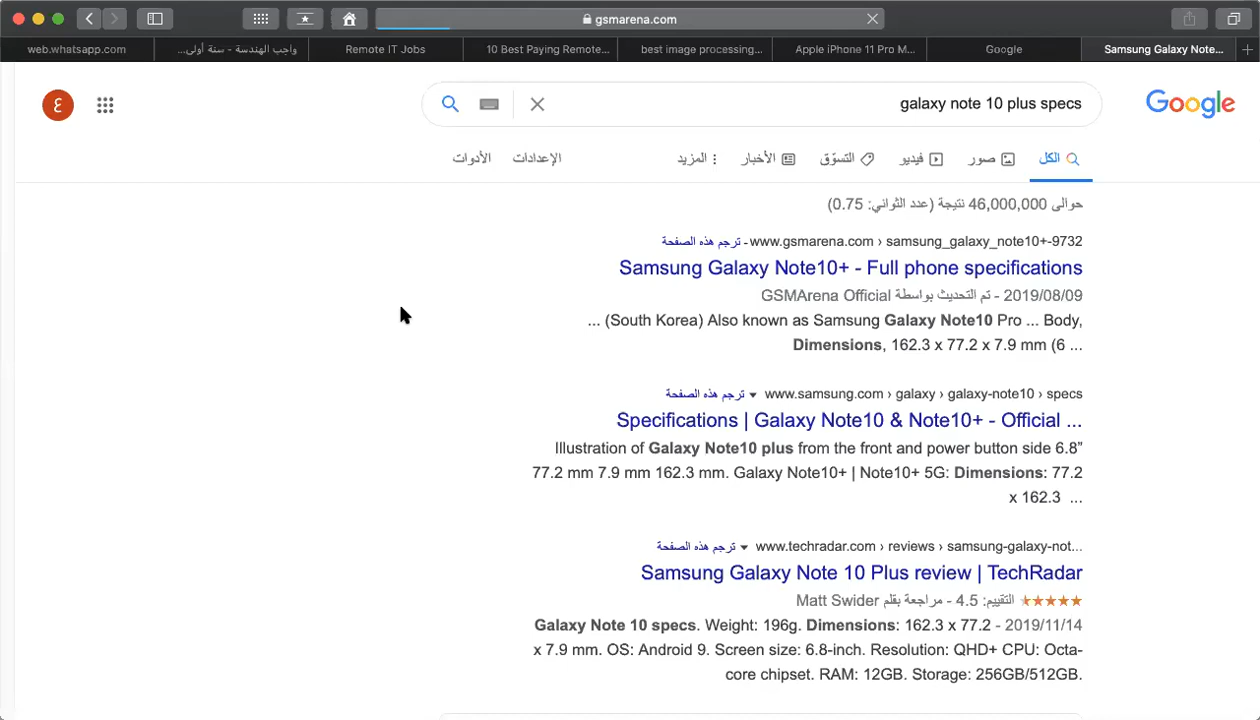 gsmarena.com
web.whatsapp.com
واجب الهندسة - سنة أولى...
Remote IT Jobs
10 Best Paying Remote...
best image processing...
Apple iPhone 11 Pro M...
Google
Samsung Galaxy Note...
ع
galaxy note 10 plus specs
Google
الكل
صور
فيديو
التسوّق
الأخبار
المزيد
الإعدادات
الأدوات
حوالى 46,000,000 نتيجة (عدد الثواني: 0.75)
www.gsmarena.com › samsung_galaxy_note10+-9732 - ترجم هذه الصفحة
Samsung Galaxy Note10+ - Full phone specifications
2019/08/09 - تم التحديث بواسطة GSMArena Official
... (South Korea) Also known as Samsung Galaxy Note10 Pro ... Body,
Dimensions, 162.3 x 77.2 x 7.9 mm (6 ...
www.samsung.com › galaxy › galaxy-note10 › specs ترجم هذه الصفحة
Specifications | Galaxy Note10 & Note10+ - Official ...
Illustration of Galaxy Note10 plus from the front and power button side 6.8”
77.2 mm 7.9 mm 162.3 mm. Galaxy Note10+ | Note10+ 5G: Dimensions: 77.2
x 162.3 ...
www.techradar.com › reviews › samsung-galaxy-not... ترجم هذه الصفحة
Samsung Galaxy Note 10 Plus review | TechRadar
التقييم: 4.5 - مراجعة بقلم Matt Swider
Galaxy Note 10 specs. Weight: 196g. Dimensions: 162.3 x 77.2 - 2019/11/14
x 7.9 mm. OS: Android 9. Screen size: 6.8-inch. Resolution: QHD+ CPU: Octa-
core chipset. RAM: 12GB. Storage: 256GB/512GB.